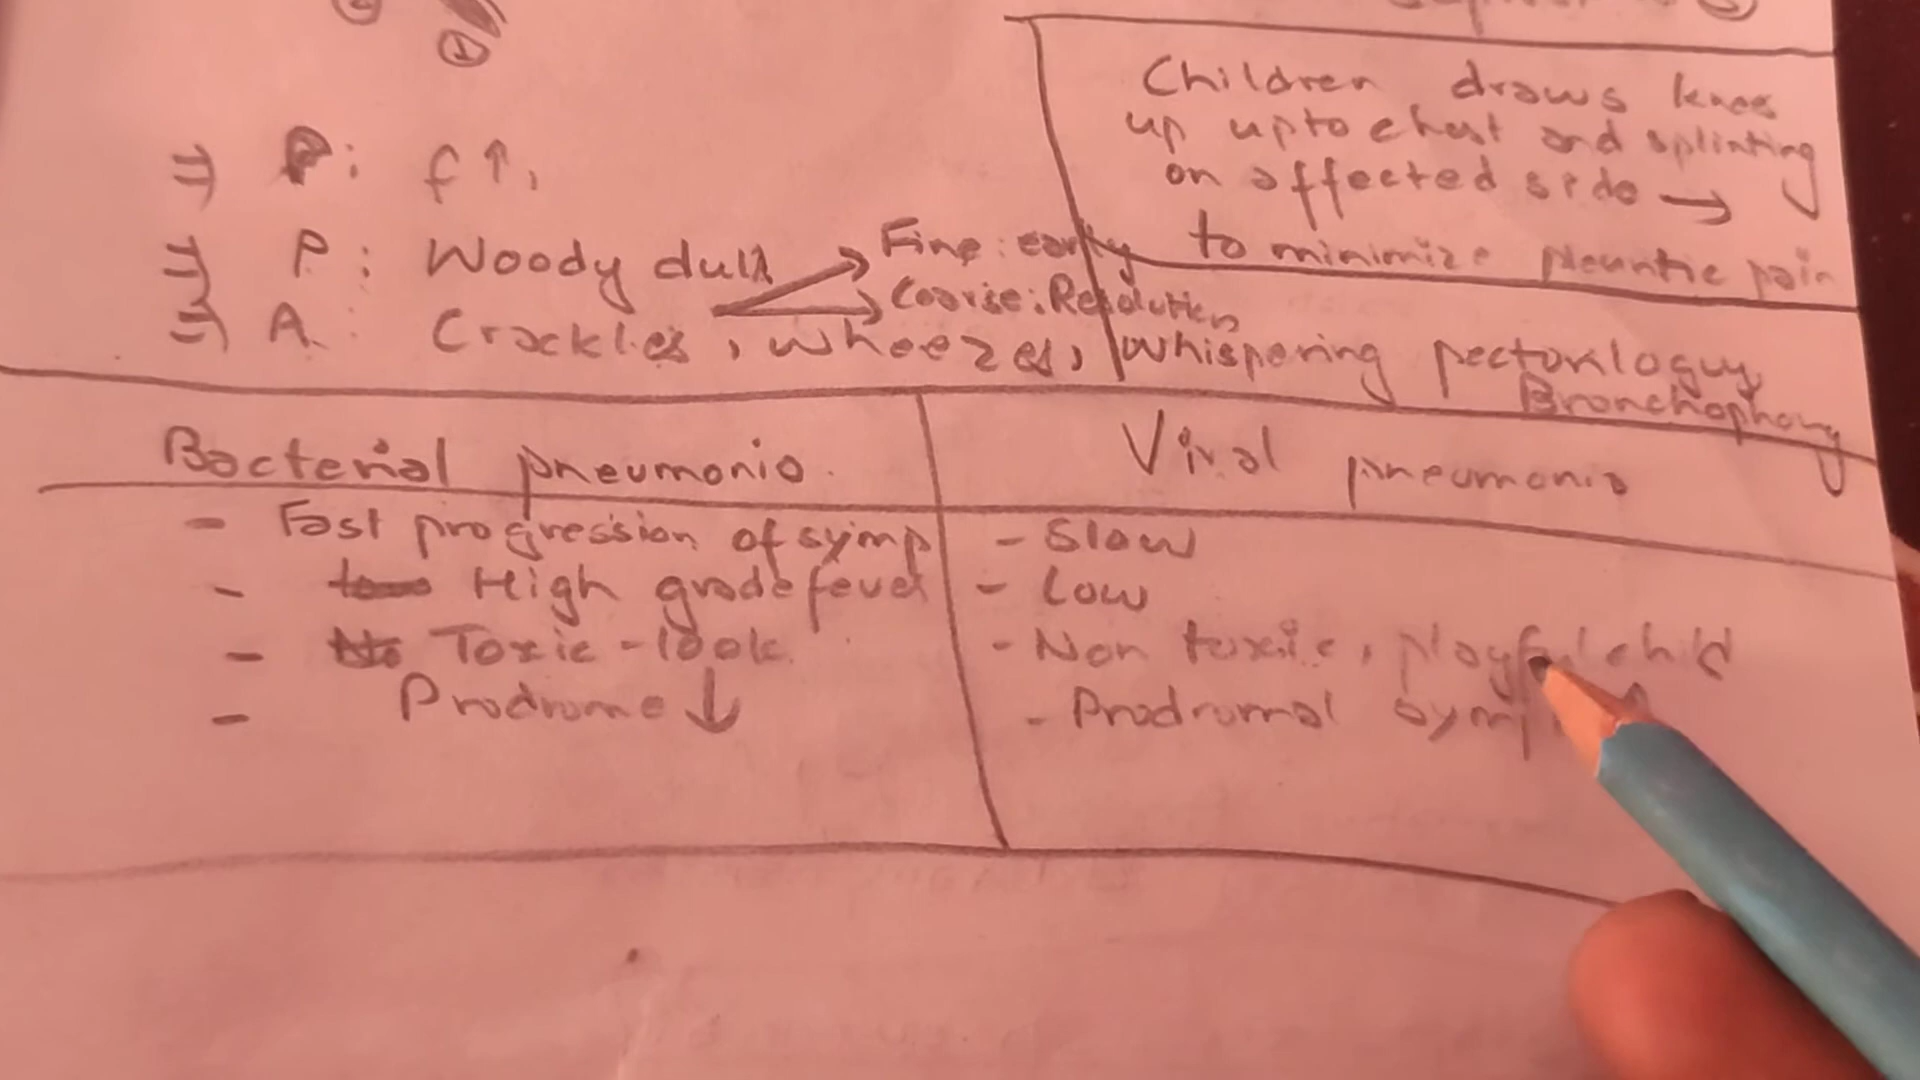 Children draws knees
up upto chest and splinting
on affected side →
to minimize pleuritic pain
⇒ P: f↑,
⇒ P: Woody dull
⇒ A: Crackles, wheezes, whispering pectoriloguy,
Bronchophony
Fine: early
Coarse: Resolution
Bacterial pneumonia
- Fast progression of symp
- High grade fever
- Toxic-look
- Prodrome ↓
Viral pneumonia
- Slow
- Low
- Non toxic, playful child
- Prodromal symp